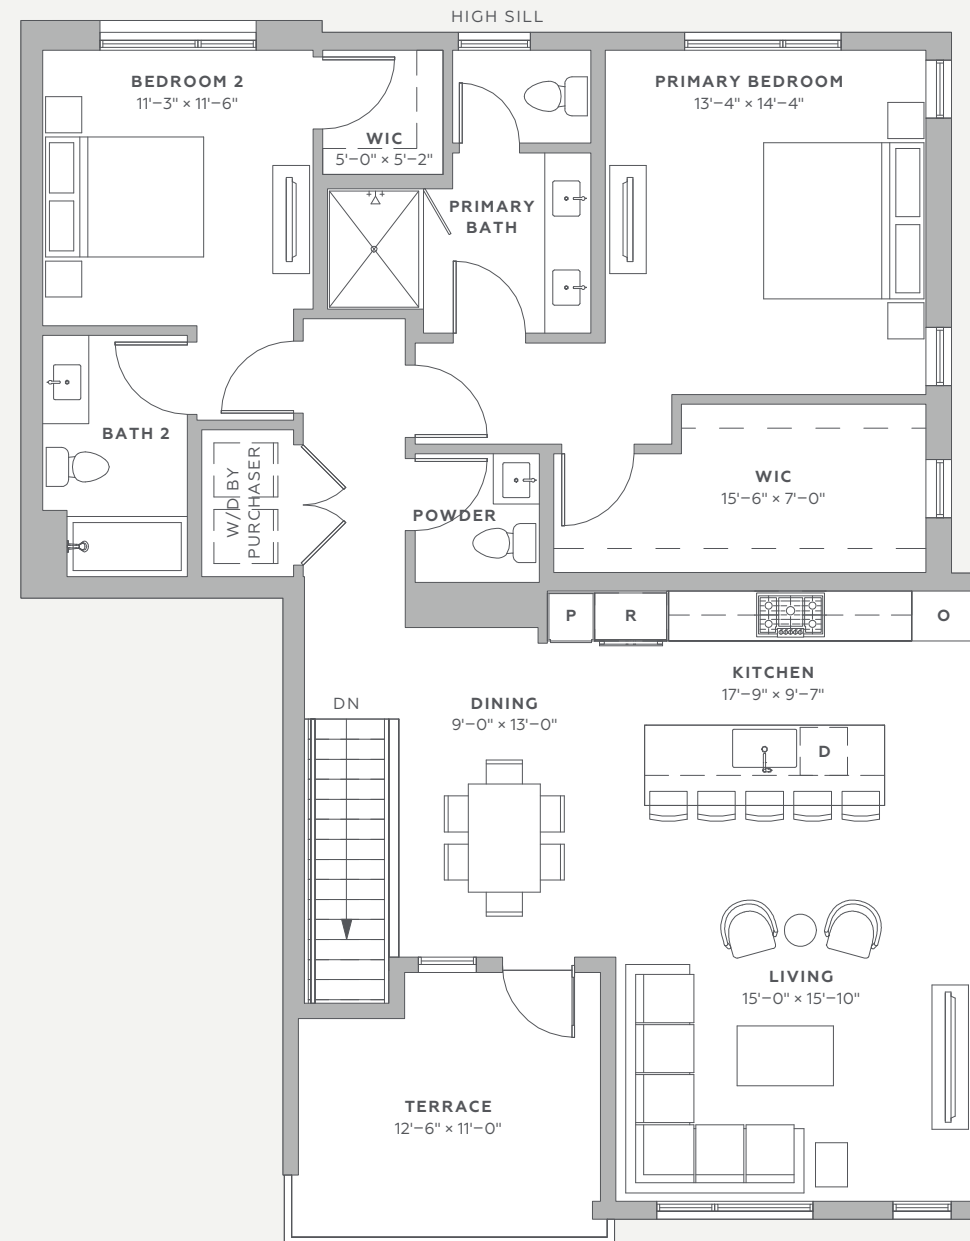 HIGH SILL
BEDROOM 2
11'–3" × 11'–6"
PRIMARY BEDROOM
13'–4" × 14'–4"
WIC
5'–0" × 5'–2"
PRIMARY
BATH
BATH 2
W/D BY
PURCHASER
POWDER
WIC
15'–6" × 7'–0"
P
R
O
KITCHEN
17'–9" × 9'–7"
DN
DINING
9'–0" × 13'–0"
D
LIVING
15'–0" × 15'–10"
TERRACE
12'–6" × 11'–0"